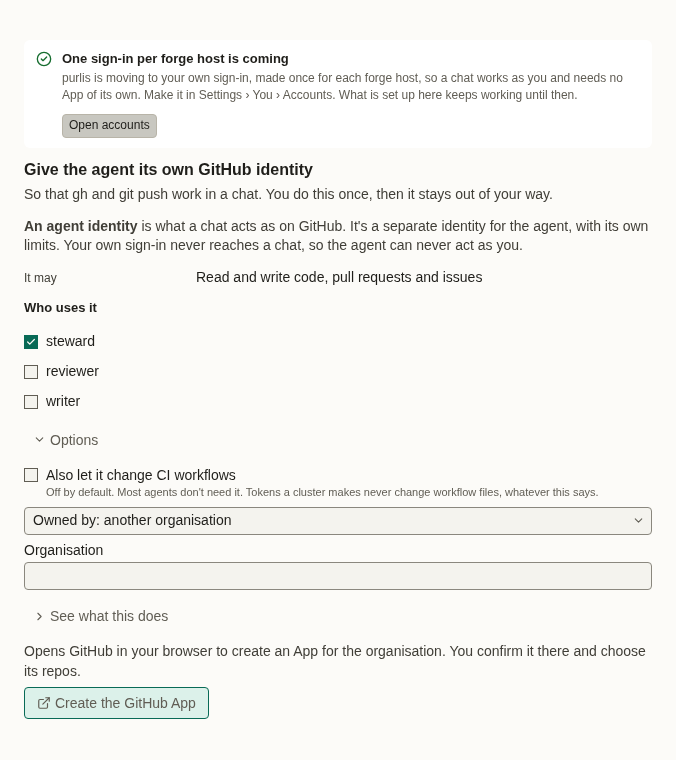 One sign-in per forge host is coming
purlis is moving to your own sign-in, made once for each forge host, so a chat works as you and needs no
App of its own. Make it in Settings › You › Accounts. What is set up here keeps working until then.
Open accounts
Give the agent its own GitHub identity
So that gh and git push work in a chat. You do this once, then it stays out of your way.
An agent identity is what a chat acts as on GitHub. It's a separate identity for the agent, with its own
limits. Your own sign-in never reaches a chat, so the agent can never act as you.
It may Read and write code, pull requests and issues
Who uses it
steward
reviewer
writer
Options
Also let it change CI workflows
Off by default. Most agents don't need it. Tokens a cluster makes never change workflow files, whatever this says.
Owned by: another organisation
Organisation
See what this does
Opens GitHub in your browser to create an App for the organisation. You confirm it there and choose
its repos.
Create the GitHub App